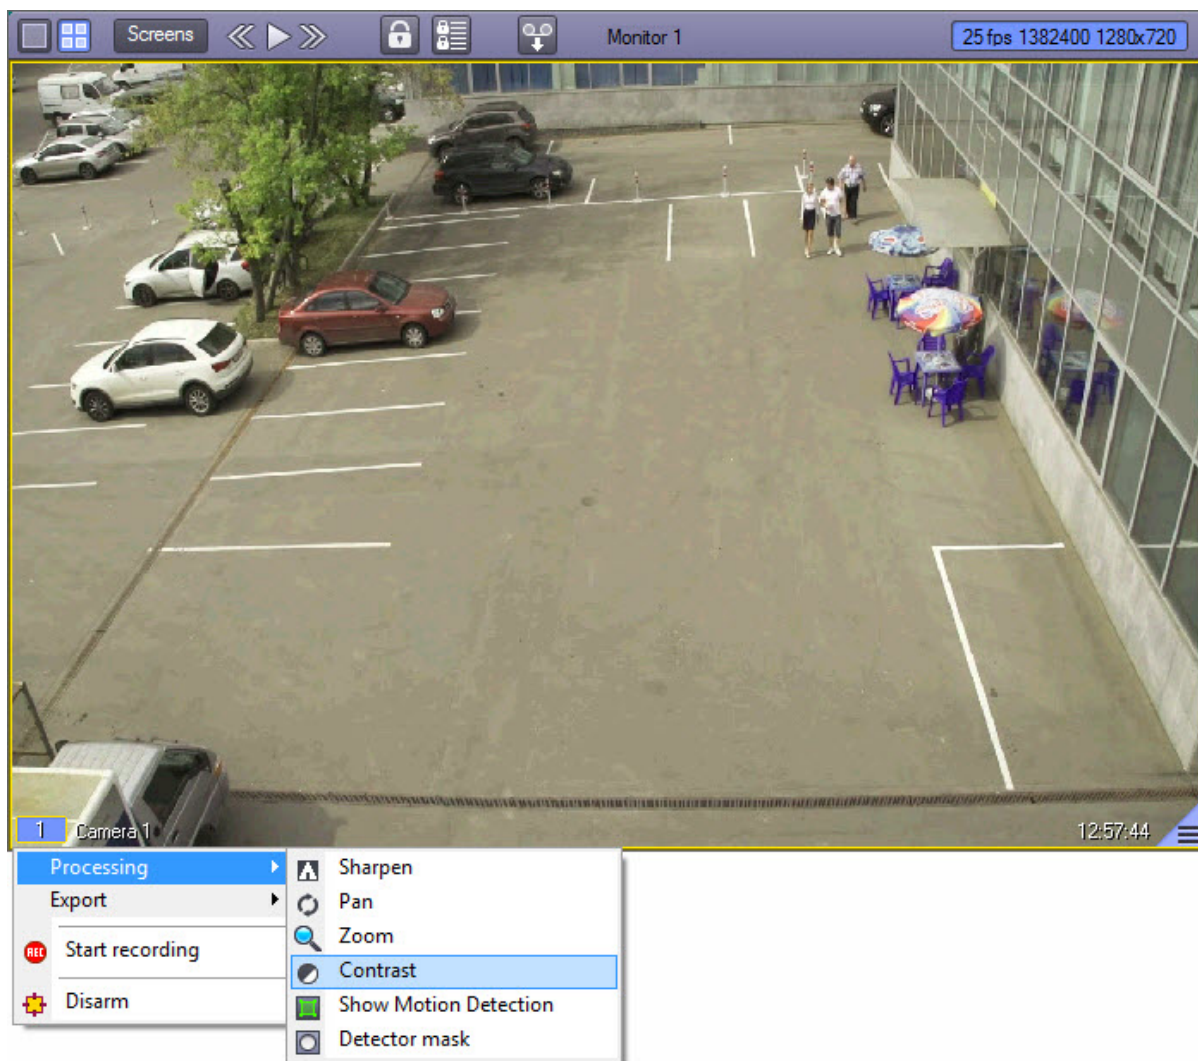 Screens
Monitor 1
25 fps 1382400 1280x720
1 Camera 1
12:57:44
Processing
Export
REC Start recording
Disarm
Sharpen
Pan
Zoom
Contrast
Show Motion Detection
Detector mask